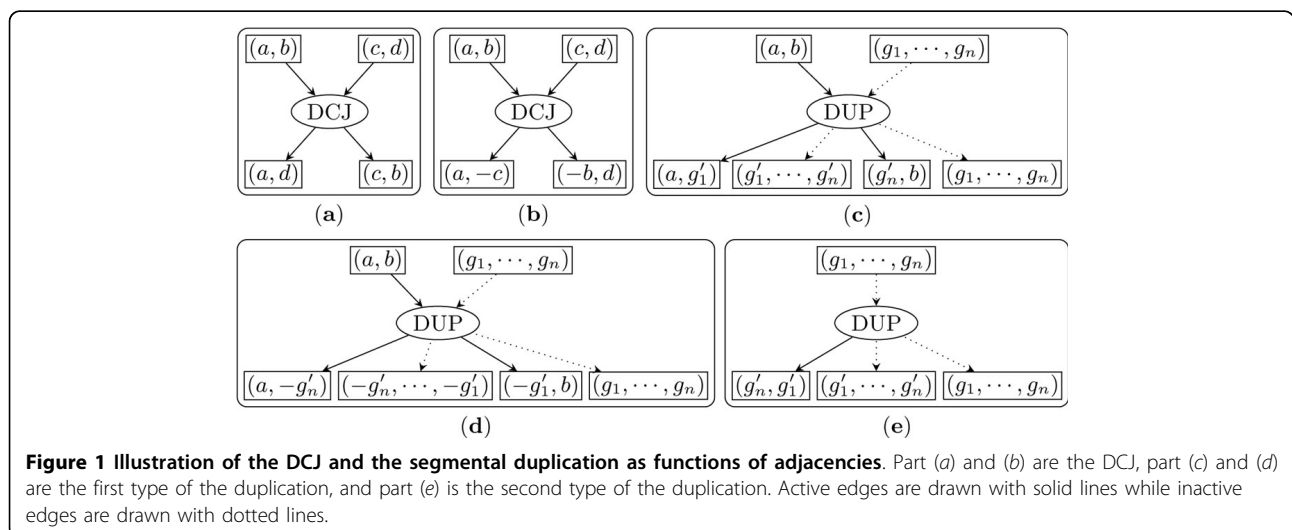 (a, b) (c, d)
DCJ
(a, d) (c, b)
(a)
(a, b) (c, d)
DCJ
(a, −c) (−b, d)
(b)
(a, b) (g₁, ⋯, gₙ)
DUP
(a, g′₁) (g′₁, ⋯, g′ₙ) (g′ₙ, b) (g₁, ⋯, gₙ)
(c)
(a, b) (g₁, ⋯, gₙ)
DUP
(a, −g′ₙ) (−g′ₙ, ⋯, −g′₁) (−g′₁, b) (g₁, ⋯, gₙ)
(d)
(g₁, ⋯, gₙ)
DUP
(g′ₙ, g′₁) (g′₁, ⋯, g′ₙ) (g₁, ⋯, gₙ)
(e)
Figure 1 Illustration of the DCJ and the segmental duplication as functions of adjacencies. Part (a) and (b) are the DCJ, part (c) and (d)
are the first type of the duplication, and part (e) is the second type of the duplication. Active edges are drawn with solid lines while inactive
edges are drawn with dotted lines.